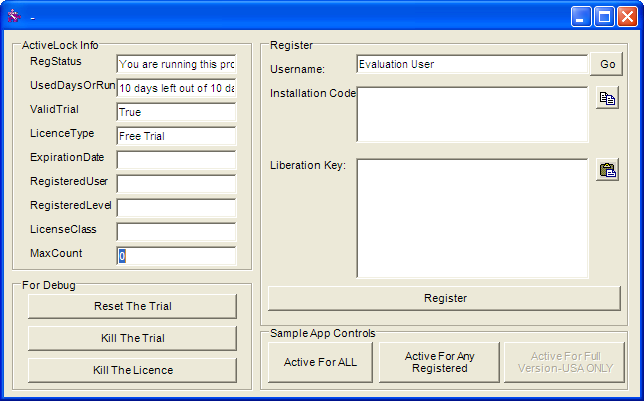 -
ActiveLock Info
RegStatus
You are running this pro
UsedDaysOrRun
10 days left out of 10 da
ValidTrial
True
LicenceType
Free Trial
ExpirationDate
RegisteredUser
RegisteredLevel
LicenseClass
MaxCount
0
For Debug
Reset The Trial
Kill The Trial
Kill The Licence
Register
Username:
Evaluation User
Go
Installation Code
Liberation Key:
Register
Sample App Controls
Active For ALL
Active For Any
Registered
Active For Full
Version-USA ONLY